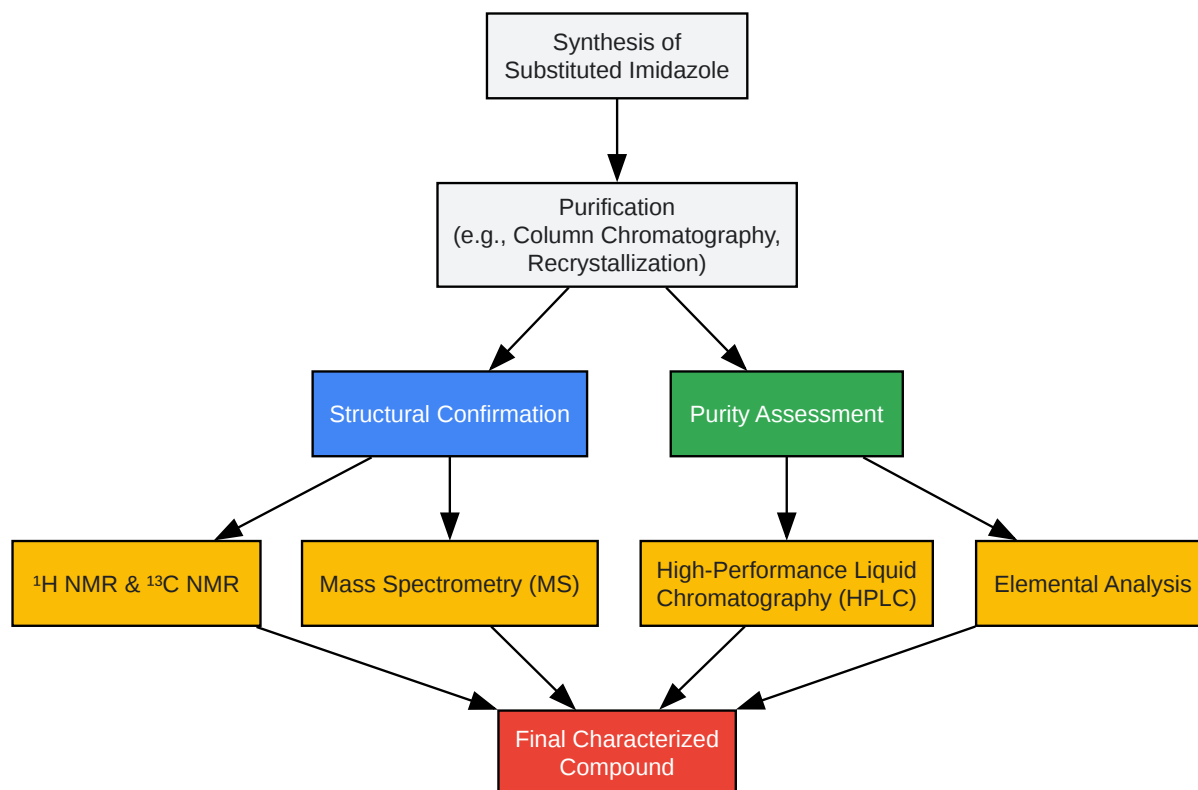 Synthesis of
Substituted Imidazole
Purification
(e.g., Column Chromatography,
Recrystallization)
Structural Confirmation
Purity Assessment
¹H NMR & ¹³C NMR
Mass Spectrometry (MS)
High-Performance Liquid
Chromatography (HPLC)
Elemental Analysis
Final Characterized
Compound